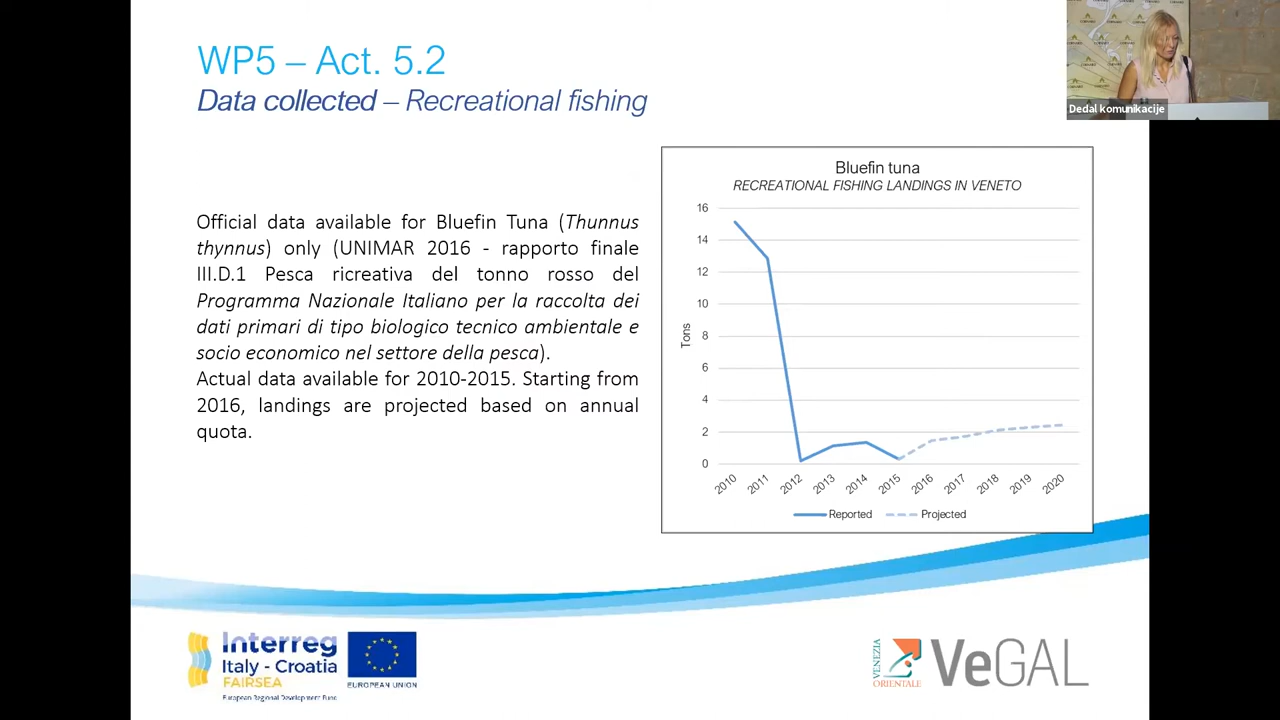 WP5 – Act. 5.2
Data collected – Recreational fishing
Dedal komunikacije
Official data available for Bluefin Tuna (Thunnus
thynnus) only (UNIMAR 2016 - rapporto finale
III.D.1 Pesca ricreativa del tonno rosso del
Programma Nazionale Italiano per la raccolta dei
dati primari di tipo biologico tecnico ambientale e
socio economico nel settore della pesca).
Actual data available for 2010-2015. Starting from
2016, landings are projected based on annual
quota.
Bluefin tuna
RECREATIONAL FISHING LANDINGS IN VENETO
Tons
16
14
12
10
8
6
4
2
0
2010 2011 2012 2013 2014 2015 2016 2017 2018 2019 2020
Reported Projected
Interreg
Italy - Croatia
FAIRSEA
European Regional Development Fund
EUROPEAN UNION
VENEZIA
ORIENTALE
VeGAL